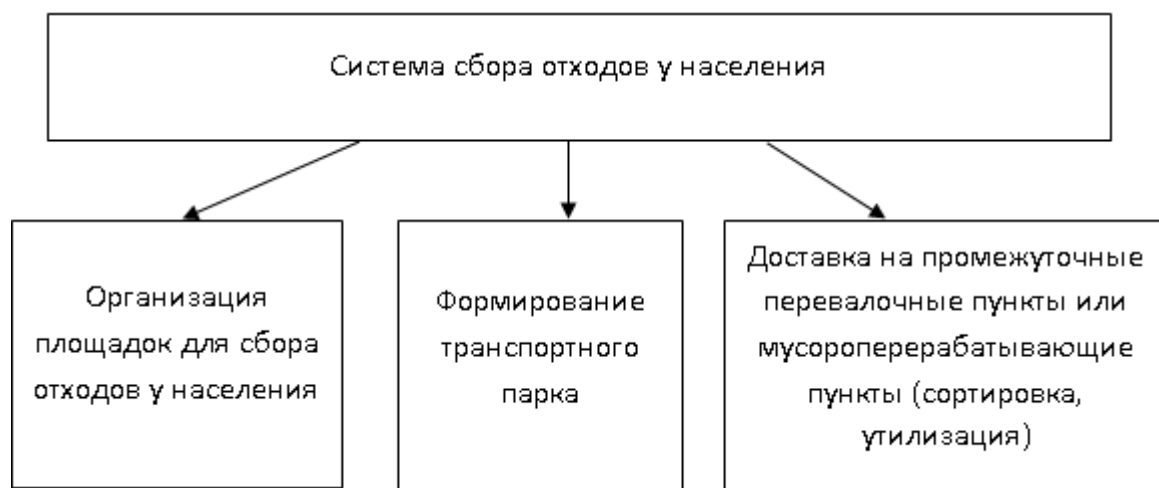 Система сбора отходов у населения
Организация
площадок для сбора
отходов у населения
Формирование
транспортного
парка
Доставка на промежуточные
перевалочные пункты или
мусороперерабатывающие
пункты (сортировка,
утилизация)